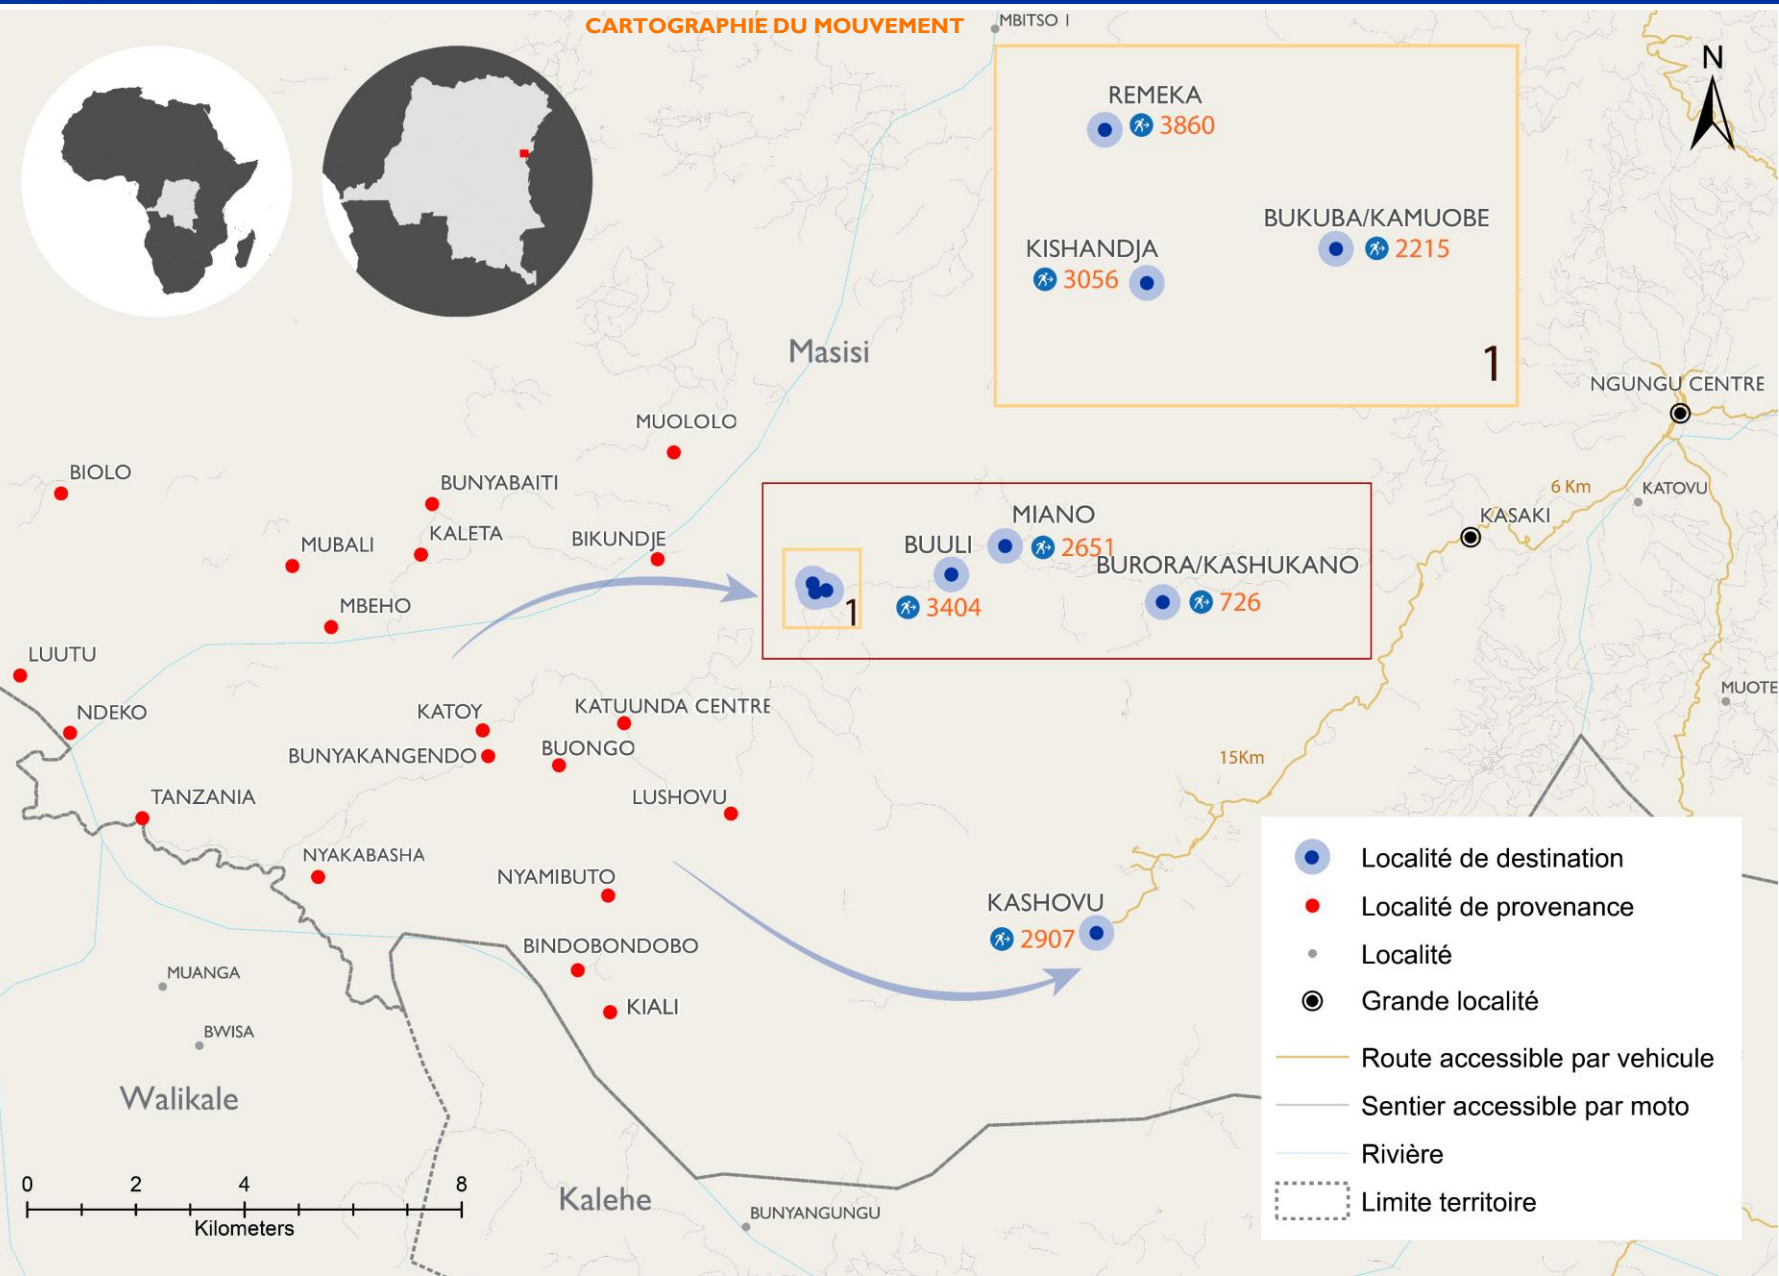 CARTOGRAPHIE DU MOUVEMENT
MBITSO 1
N
REMEKA
3860
BUKUBA/KAMUOBE
2215
KISHANDJA
3056
1
Masisi
NGUNGU CENTRE
MUOLOLO
BIOLO
BUNYABAITI
6 Km
KATOVU
KASAKI
MIANO
2651
KALETA
BIKUNDJE
MUBALI
BUULI
BURORA/KASHUKANO
3404
1
726
MBEHO
LUUTU
MUOTE
NDEKO
KATOY
KATUUNDA CENTRE
BUNYAKANGENDO
BUONGO
15Km
TANZANIA
LUSHOVU
NYAKABASHA
NYAMIBUTO
KASHOVU
2907
BINDOBONDOBO
MUANGA
KIALI
BWISA
Walikale
Kalehe
BUNYANGUNGU
0 2 4 8
Kilometers
Localité de destination
Localité de provenance
Localité
Grande localité
Route accessible par vehicule
Sentier accessible par moto
Rivière
Limite territoire